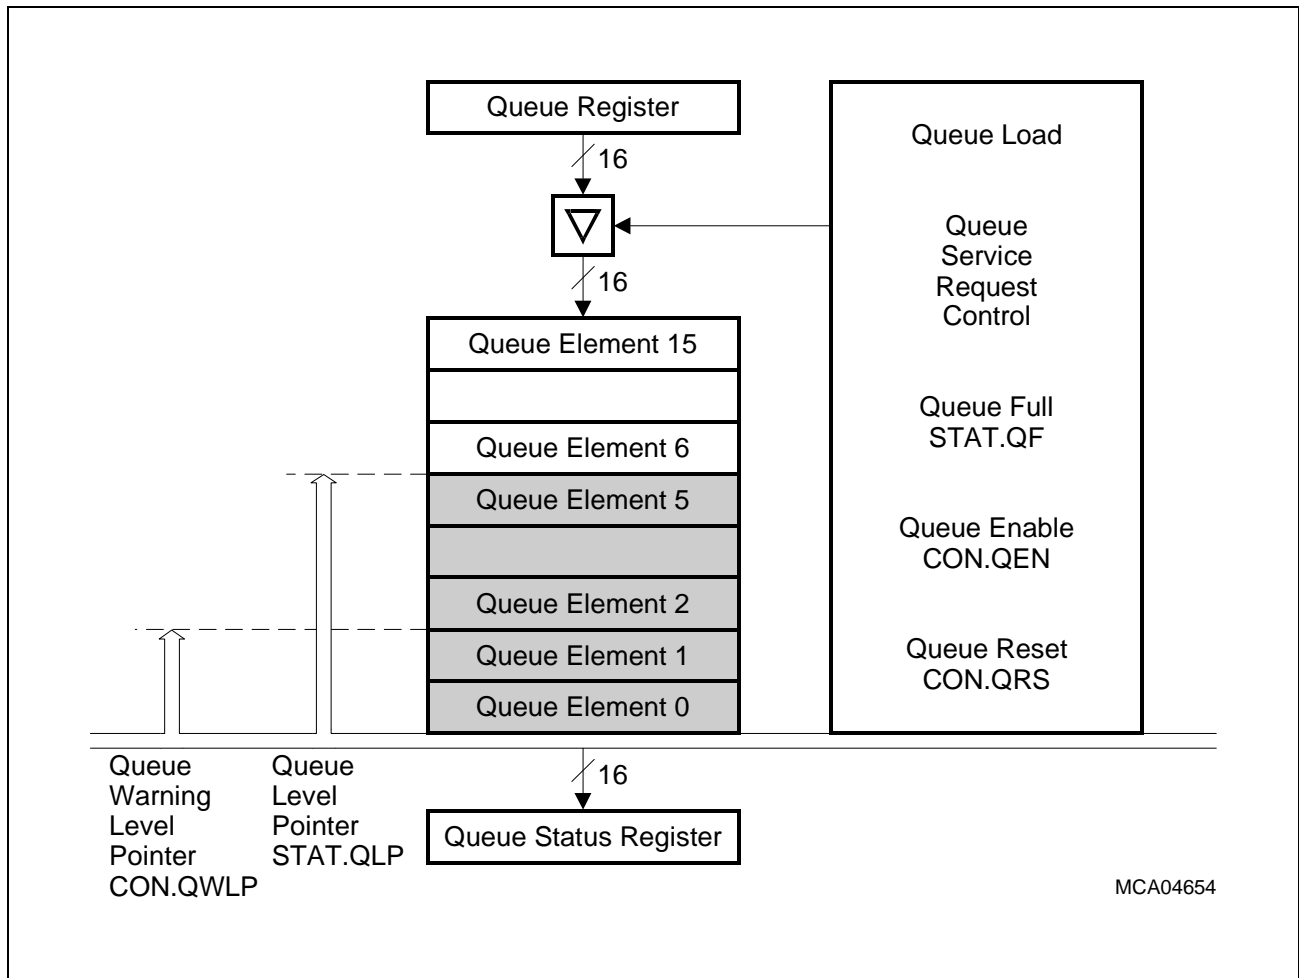 Queue Register
16
16
Queue Element 15
Queue Element 6
Queue Element 5
Queue Element 2
Queue Element 1
Queue Element 0
16
Queue Status Register
Queue Load
Queue
Service
Request
Control
Queue Full
STAT.QF
Queue Enable
CON.QEN
Queue Reset
CON.QRS
Queue
Warning
Level
Pointer
CON.QWLP
Queue
Level
Pointer
STAT.QLP
MCA04654